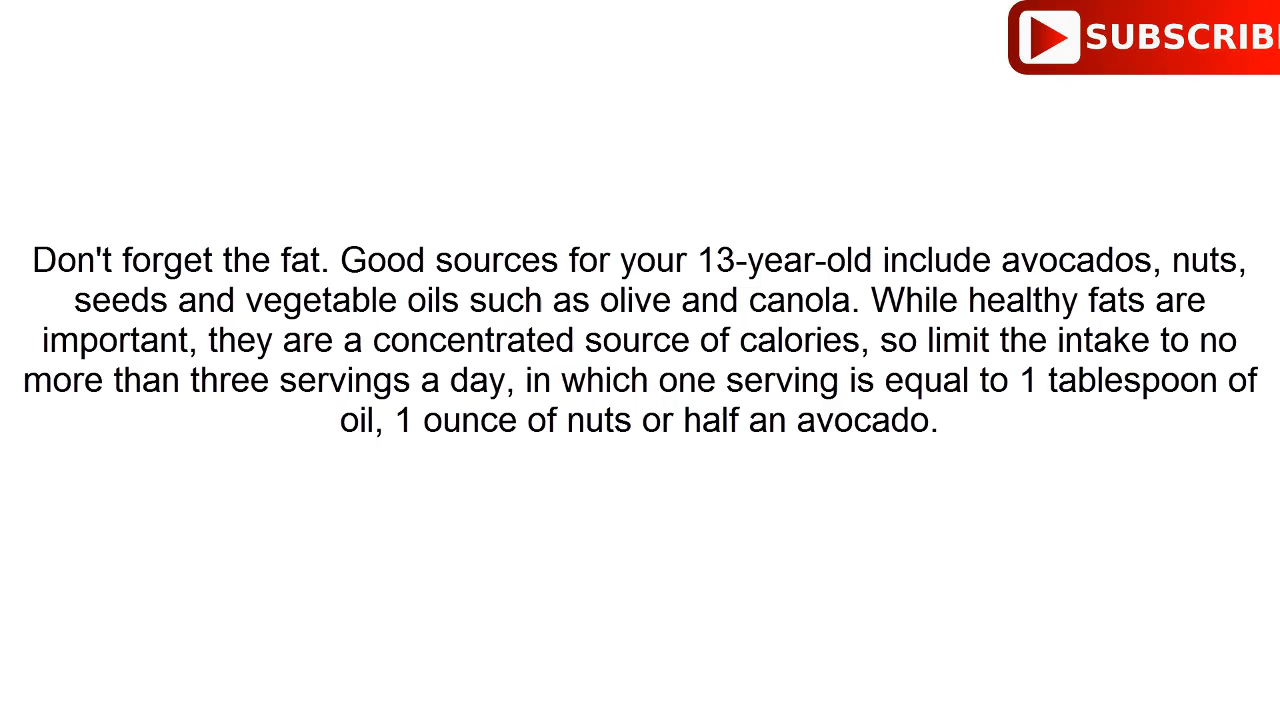 SUBSCRIBE
Don't forget the fat. Good sources for your 13-year-old include avocados, nuts,
seeds and vegetable oils such as olive and canola. While healthy fats are
important, they are a concentrated source of calories, so limit the intake to no
more than three servings a day, in which one serving is equal to 1 tablespoon of
oil, 1 ounce of nuts or half an avocado.